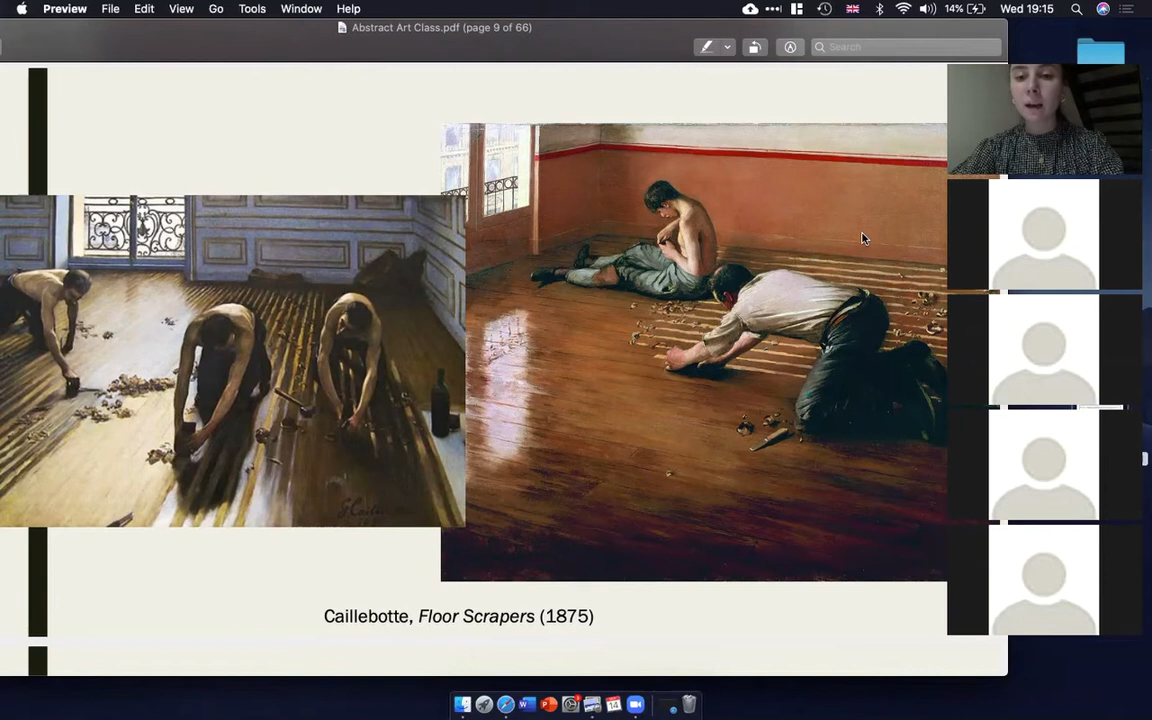 Preview File Edit View Go Tools Window Help 14% Wed 19:15
Abstract Art Class.pdf (page 9 of 66)
Search
Caillebotte, Floor Scrapers (1875)
14